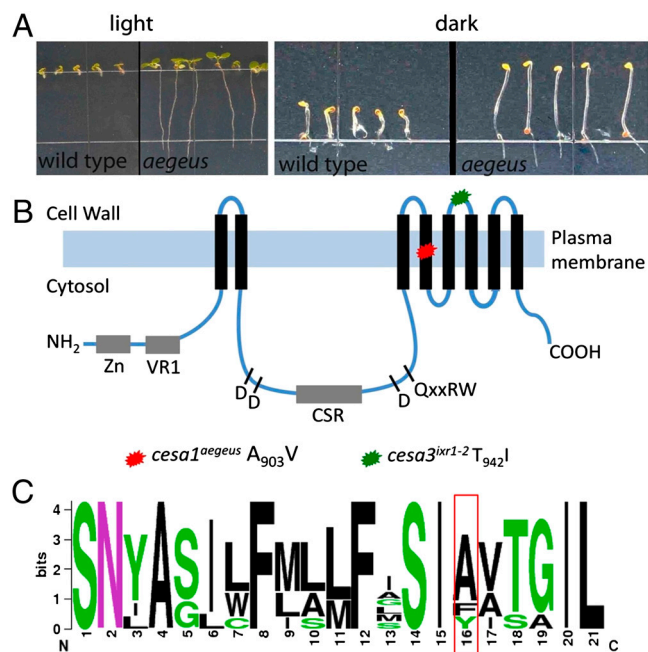 A
light
dark
wild type
aegeus
wild type
aegeus
B
Cell Wall
Cytosol
Plasma
membrane
NH2
Zn
VR1
D
D
CSR
D
QxxRW
COOH
cesa1aegeus A903V
cesa3ixr1-2 T942I
C
bits
4
3
2
1
0
S N Y I L A S G I L L W C F M L I L A S L M F I A G M S S I A F Y V A I T S G A I L
1 2 3 4 5 6 7 8 9 10 11 12 13 14 15 16 17 18 19 20 21
N
C